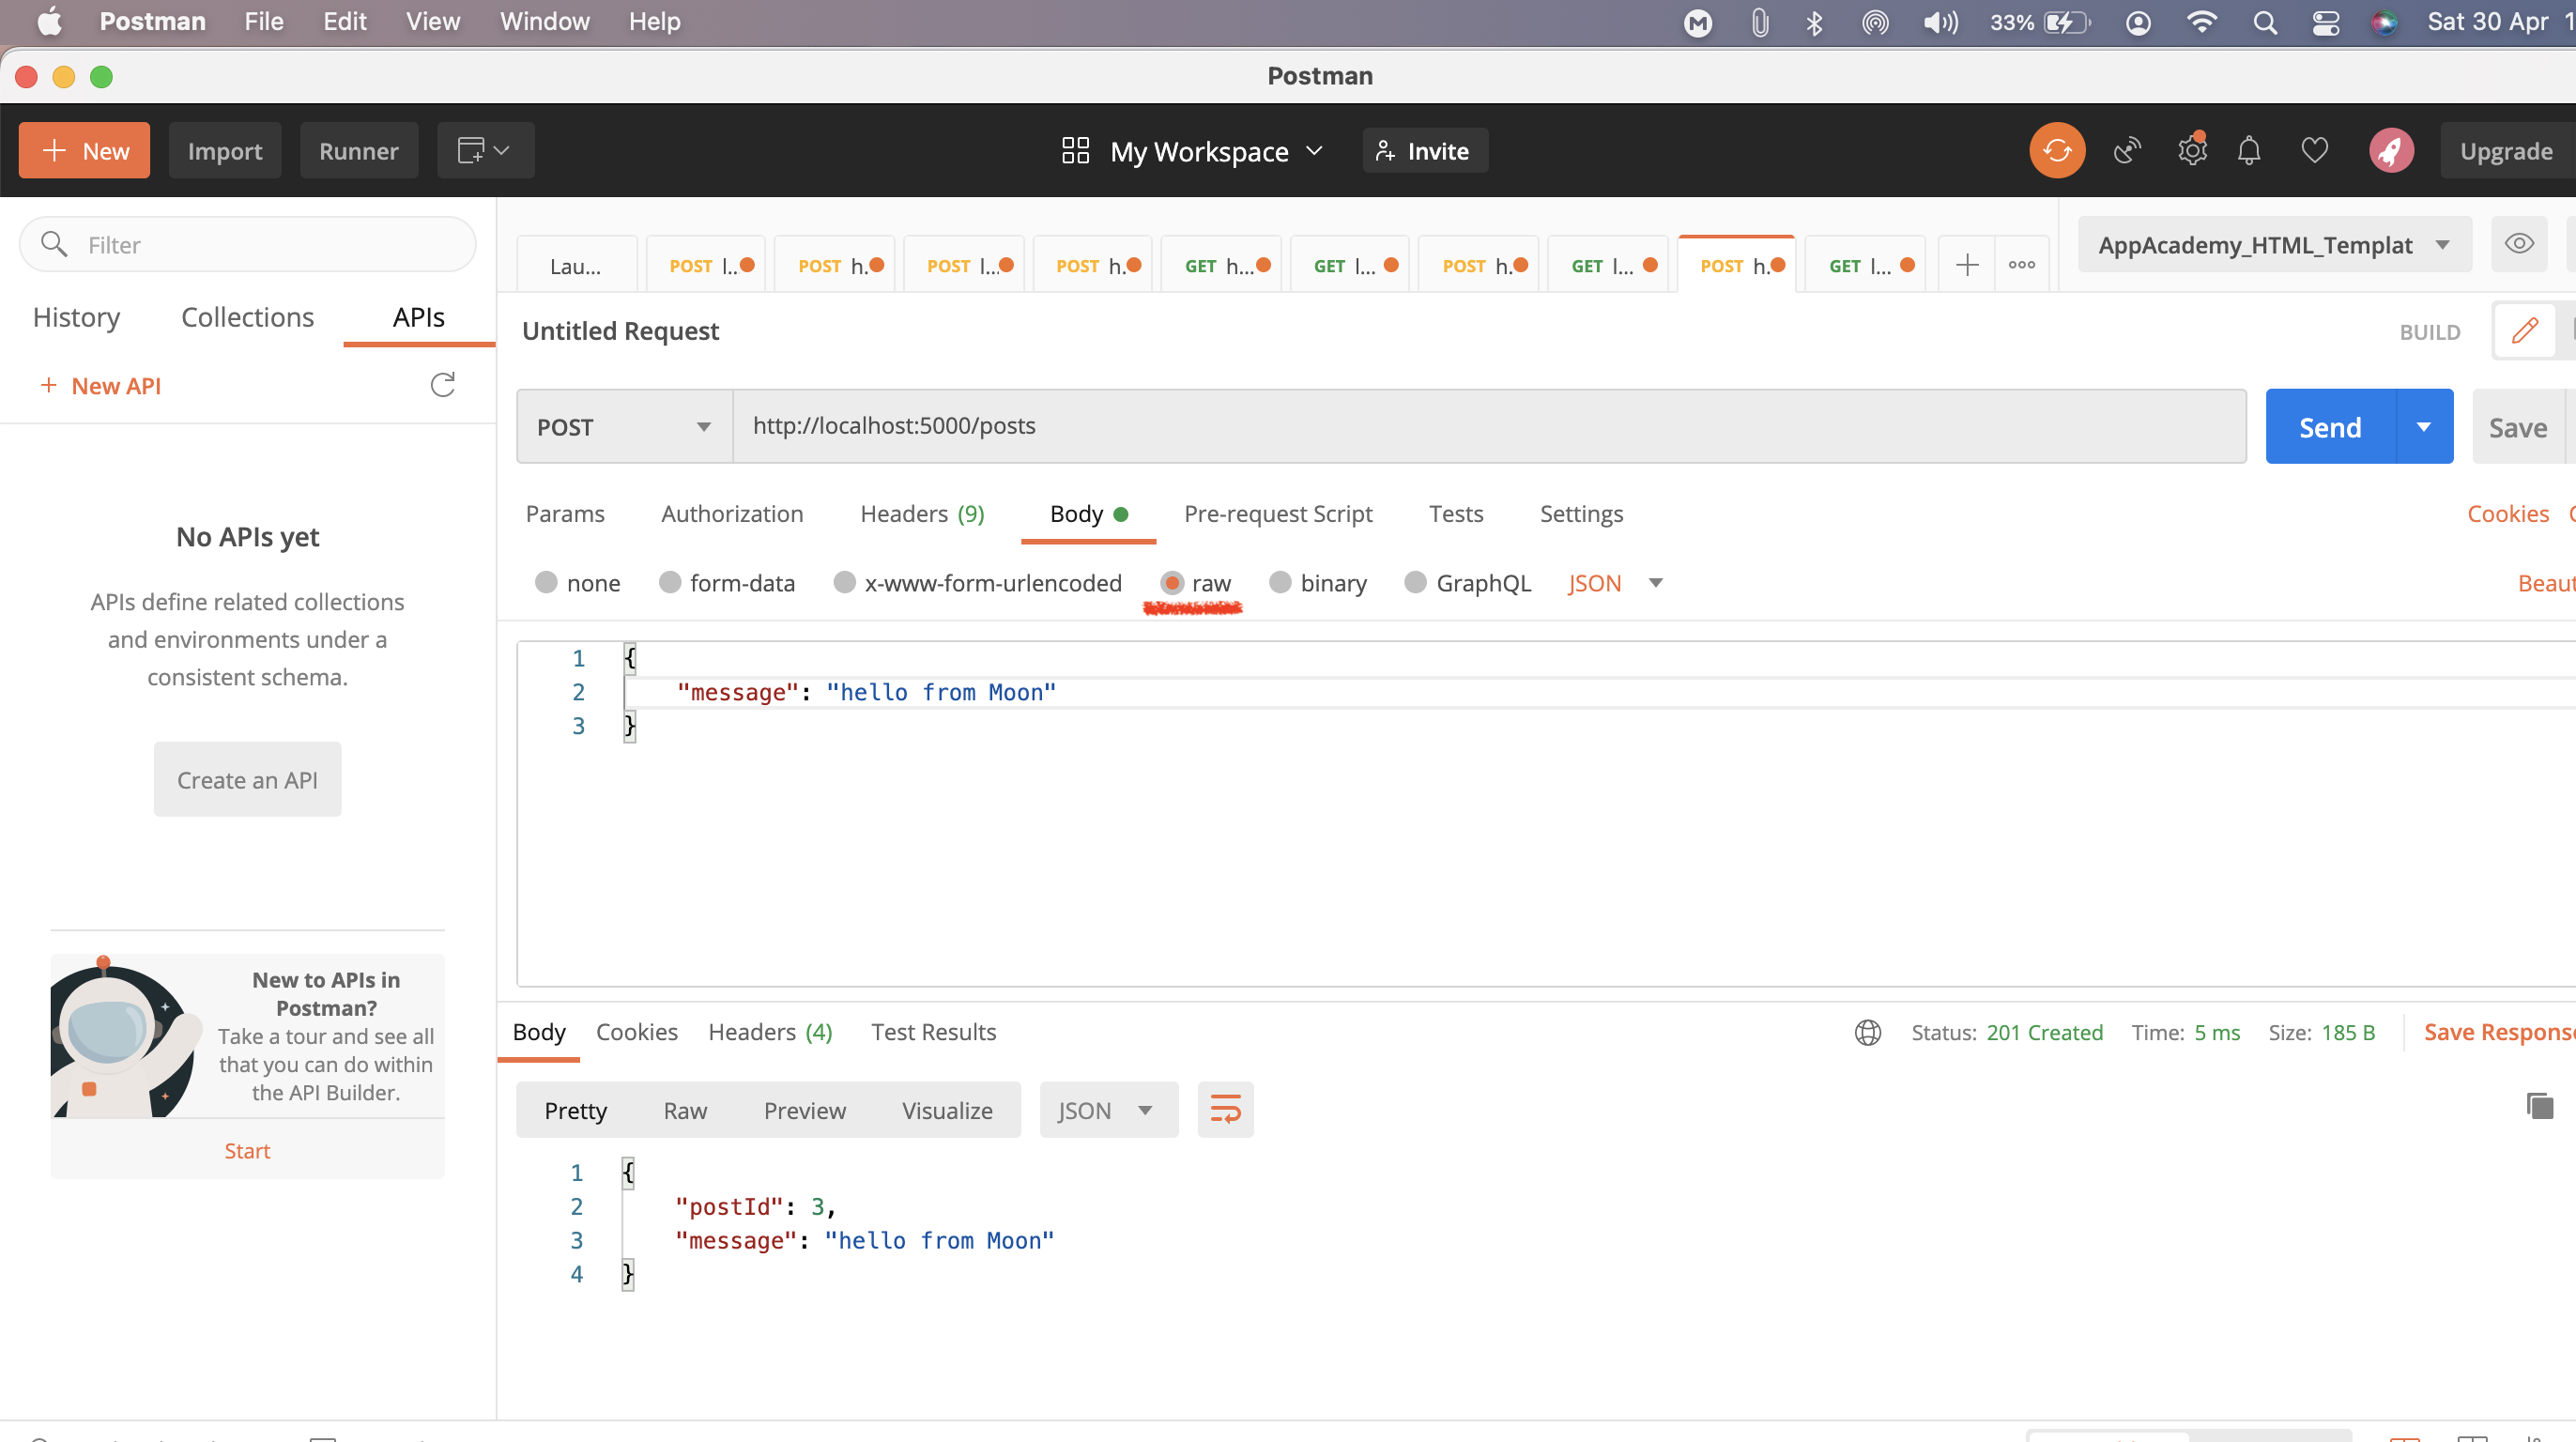 Postman File Edit View Window Help 33% Sat 30 Apr
Postman
+ New Import Runner My Workspace Invite Upgrade
Filter
Lau... POST l... POST h. POST l... POST h. GET h... GET l... POST h. GET l... POST h. GET l... AppAcademy_HTML_Templat
History Collections APIs
Untitled Request BUILD
+ New API
POST http://localhost:5000/posts Send Save
Params Authorization Headers (9) Body Pre-request Script Tests Settings Cookies
No APIs yet
APIs define related collections
and environments under a
consistent schema.
Create an API
none form-data x-www-form-urlencoded raw binary GraphQL JSON Beaut
1 {
2 "message": "hello from Moon"
3 }
New to APIs in
Postman?
Take a tour and see all
that you can do within
the API Builder.
Start
Body Cookies Headers (4) Test Results Status: 201 Created Time: 5 ms Size: 185 B Save Respons
Pretty Raw Preview Visualize JSON
1 {
2 "postId": 3,
3 "message": "hello from Moon"
4 }